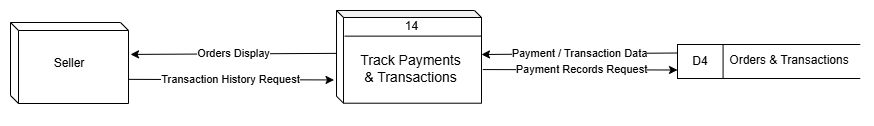 14
Seller
Orders Display
Transaction History Request
Track Payments
& Transactions
Payment / Transaction Data
Payment Records Request
D4
Orders & Transactions